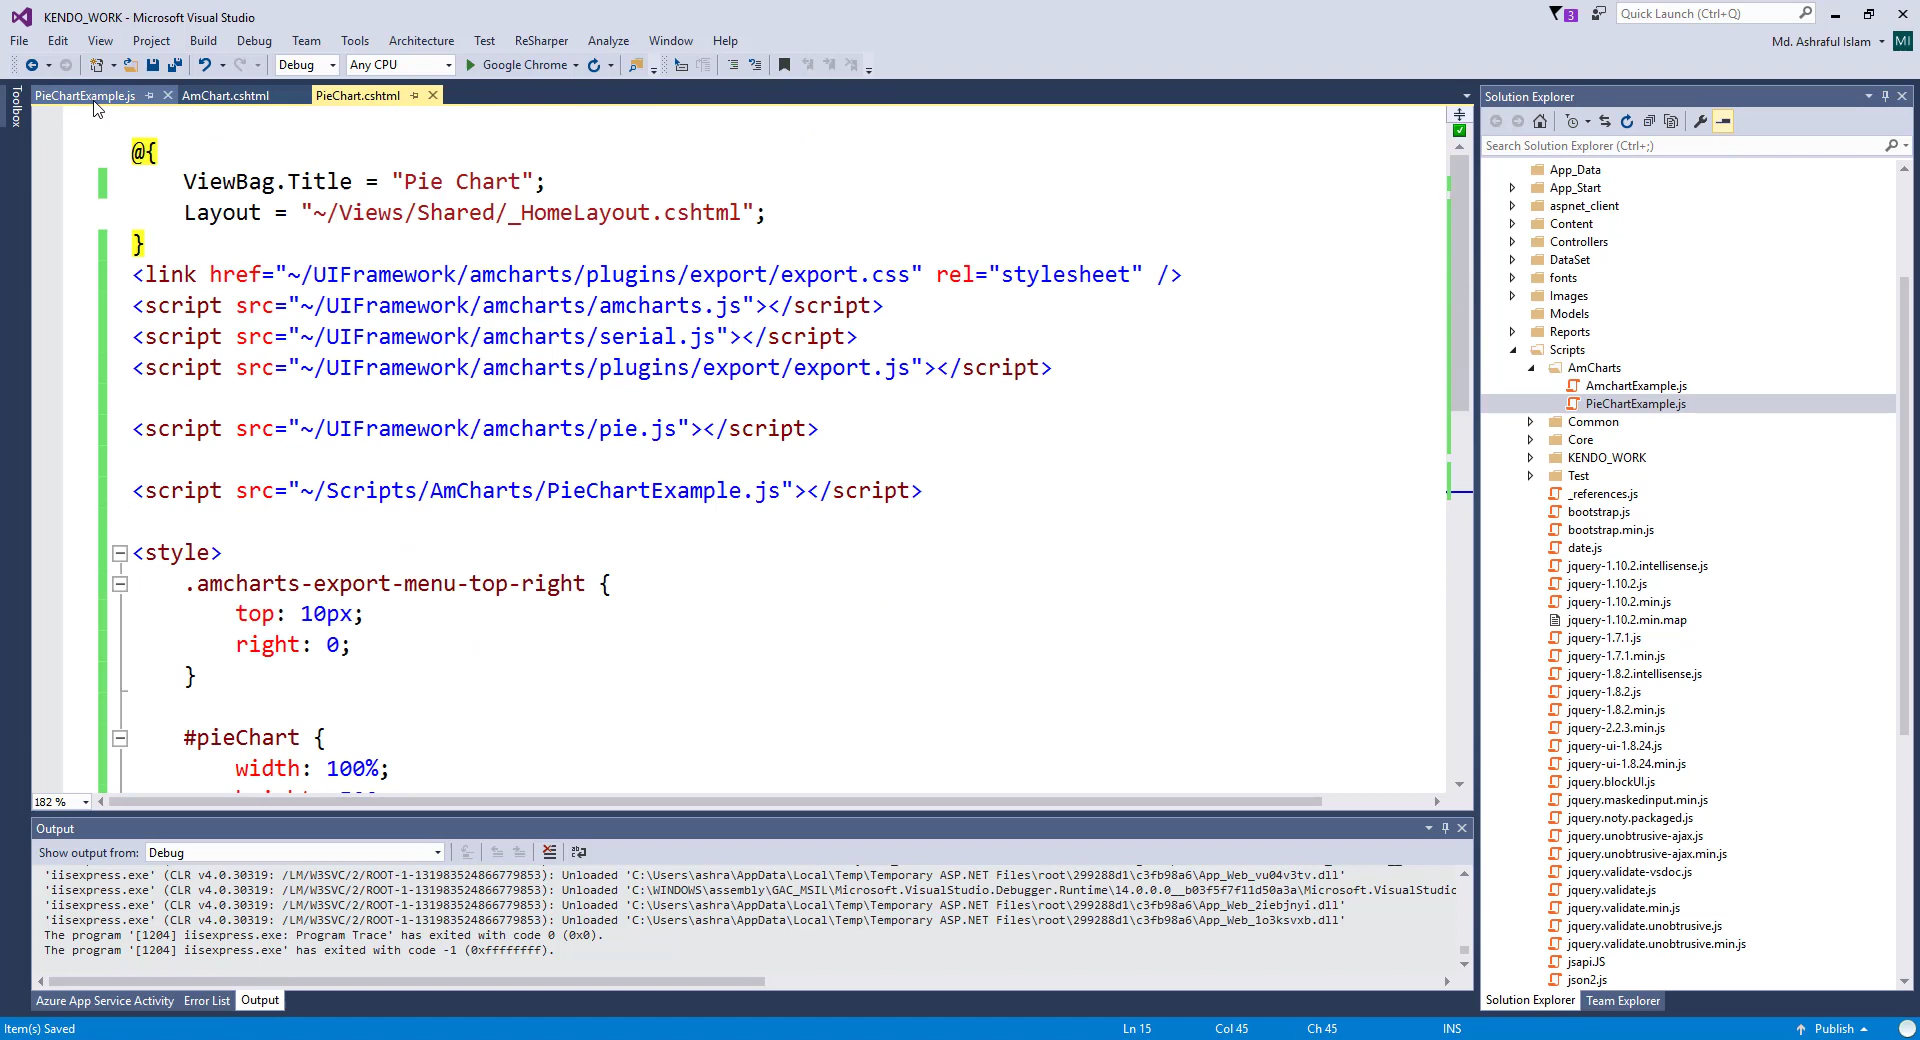 KENDO_WORK - Microsoft Visual Studio
3
Quick Launch (Ctrl+Q)
File Edit View Project Build Debug Team Tools Architecture Test ReSharper Analyze Window Help
Md. Ashraful Islam MI
Debug Any CPU Google Chrome
Toolbox
PieChartExample.js AmChart.cshtml PieChart.cshtml
@{
ViewBag.Title = "Pie Chart";
Layout = "~/Views/Shared/_HomeLayout.cshtml";
}
<link href="~/UIFramework/amcharts/plugins/export/export.css" rel="stylesheet" />
<script src="~/UIFramework/amcharts/amcharts.js"></script>
<script src="~/UIFramework/amcharts/serial.js"></script>
<script src="~/UIFramework/amcharts/plugins/export/export.js"></script>
<script src="~/UIFramework/amcharts/pie.js"></script>
<script src="~/Scripts/AmCharts/PieChartExample.js"></script>
<style>
.amcharts-export-menu-top-right {
top: 10px;
right: 0;
}
#pieChart {
width: 100%;
182 %
Output
Show output from: Debug
'iisexpress.exe' (CLR v4.0.30319: /LM/W3SVC/2/ROOT-1-131983524866779853): Unloaded 'C:\Users\ashra\AppData\Local\Temp\Temporary ASP.NET Files\root\299288d1\c3fb98a6\App_Web_vu04v3tv.dll'
'iisexpress.exe' (CLR v4.0.30319: /LM/W3SVC/2/ROOT-1-131983524866779853): Unloaded 'C:\WINDOWS\assembly\GAC_MSIL\Microsoft.VisualStudio.Debugger.Runtime\14.0.0.0__b03f5f7f11d50a3a\Microsoft.VisualStudio
'iisexpress.exe' (CLR v4.0.30319: /LM/W3SVC/2/ROOT-1-131983524866779853): Unloaded 'C:\Users\ashra\AppData\Local\Temp\Temporary ASP.NET Files\root\299288d1\c3fb98a6\App_Web_2iebjnyi.dll'
'iisexpress.exe' (CLR v4.0.30319: /LM/W3SVC/2/ROOT-1-131983524866779853): Unloaded 'C:\Users\ashra\AppData\Local\Temp\Temporary ASP.NET Files\root\299288d1\c3fb98a6\App_Web_1o3ksvxb.dll'
The program '[1204] iisexpress.exe: Program Trace' has exited with code 0 (0x0).
The program '[1204] iisexpress.exe' has exited with code -1 (0xffffffff).
Azure App Service Activity Error List Output
Solution Explorer
Search Solution Explorer (Ctrl+;)
App_Data
App_Start
aspnet_client
Content
Controllers
DataSet
fonts
Images
Models
Reports
Scripts
AmCharts
AmchartExample.js
PieChartExample.js
Common
Core
KENDO_WORK
Test
_references.js
bootstrap.js
bootstrap.min.js
date.js
jquery-1.10.2.intellisense.js
jquery-1.10.2.js
jquery-1.10.2.min.js
jquery-1.10.2.min.map
jquery-1.7.1.js
jquery-1.7.1.min.js
jquery-1.8.2.intellisense.js
jquery-1.8.2.js
jquery-1.8.2.min.js
jquery-2.2.3.min.js
jquery-ui-1.8.24.js
jquery-ui-1.8.24.min.js
jquery.blockUI.js
jquery.maskedinput.min.js
jquery.noty.packaged.js
jquery.unobtrusive-ajax.js
jquery.unobtrusive-ajax.min.js
jquery.validate-vsdoc.js
jquery.validate.js
jquery.validate.min.js
jquery.validate.unobtrusive.js
jquery.validate.unobtrusive.min.js
jsapi.JS
json2.js
Solution Explorer Team Explorer
Item(s) Saved Ln 15 Col 45 Ch 45 INS Publish